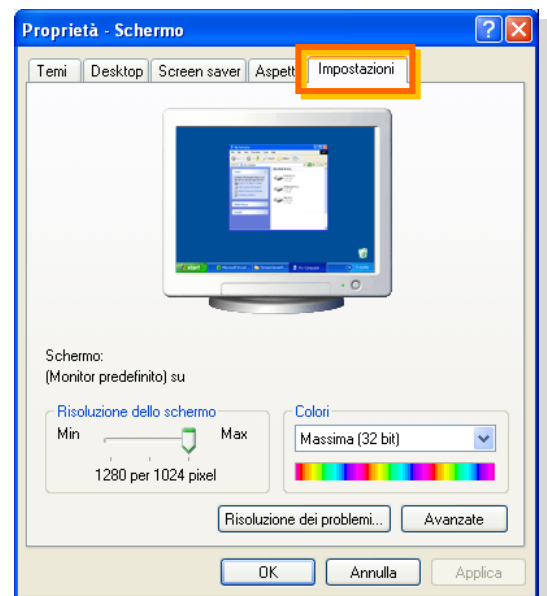 Proprietà - Schermo
Temi Desktop Screen saver Aspett Impostazioni
start
Schermo:
(Monitor predefinito) su
Risoluzione dello schermo
Min Max
1280 per 1024 pixel
Colori
Massima (32 bit)
Risoluzione dei problemi... Avanzate
OK Annulla Applica